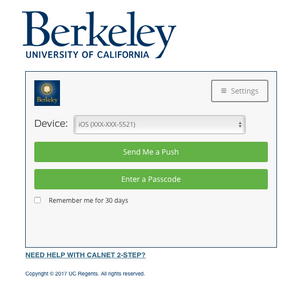 Berkeley
UNIVERSITY OF CALIFORNIA
Berkeley
≡ Settings
Device: iOS (XXX-XXX-5521)
Send Me a Push
Enter a Passcode
Remember me for 30 days
NEED HELP WITH CALNET 2-STEP?
Copyright © 2017 UC Regents. All rights reserved.